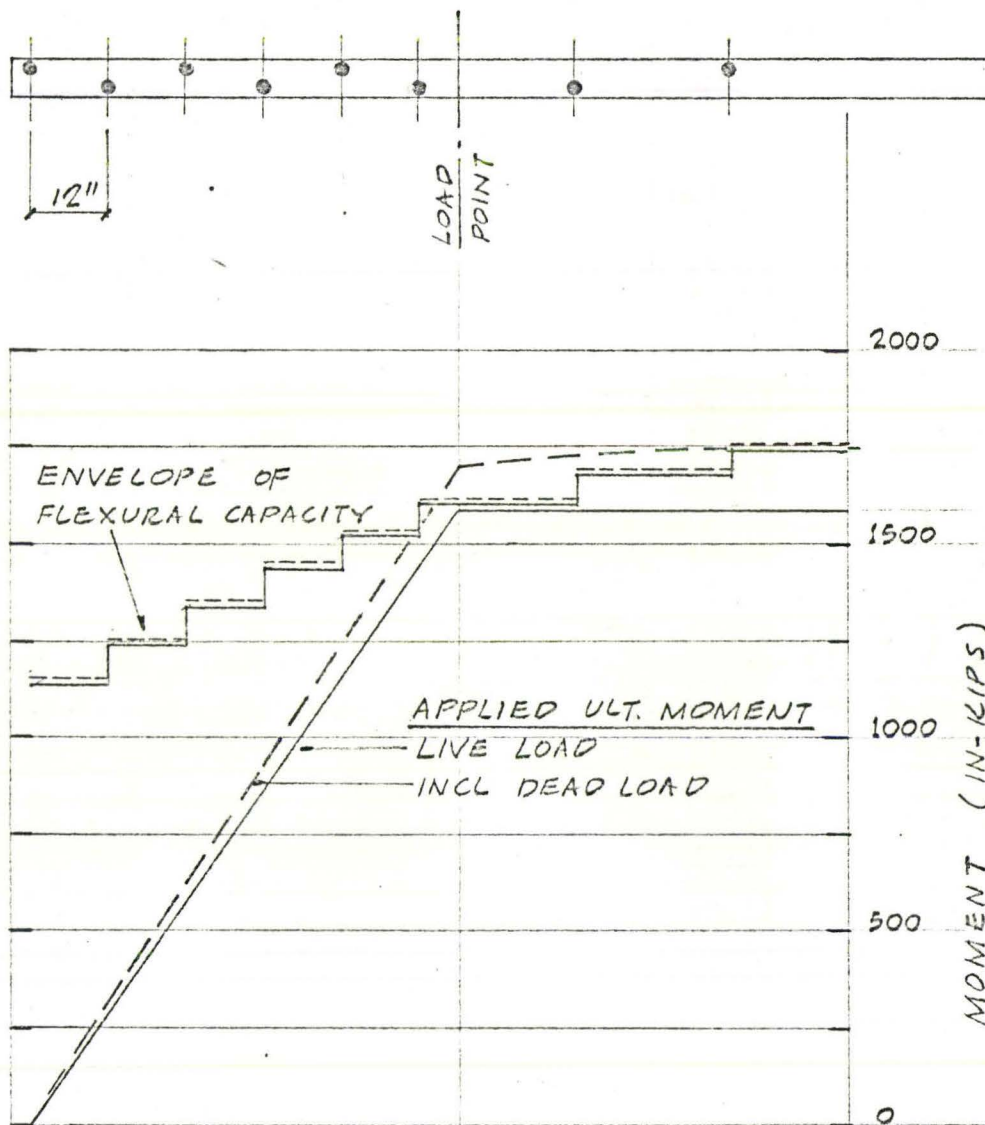 12"
LOAD
POINT
2000
ENVELOPE OF
FLEXURAL CAPACITY
1500
APPLIED ULT. MOMENT
LIVE LOAD
INCL DEAD LOAD
1000
500
0
MOMENT (IN-KIPS)